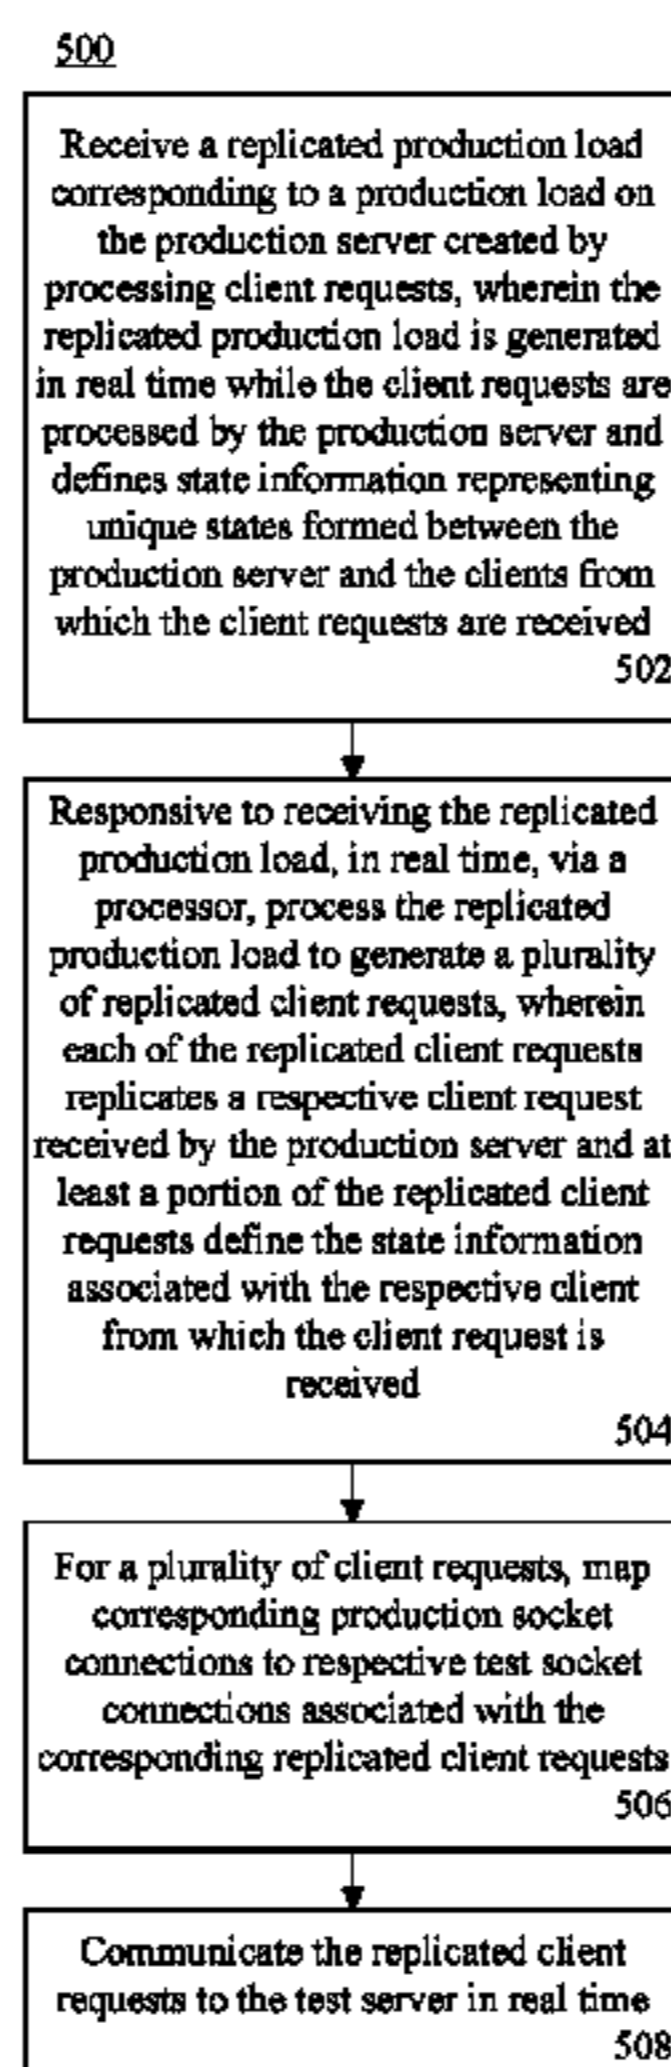 500
Receive a replicated production load
corresponding to a production load on
the production server created by
processing client requests, wherein the
replicated production load is generated
in real time while the client requests are
processed by the production server and
defines state information representing
unique states formed between the
production server and the clients from
which the client requests are received
502
Responsive to receiving the replicated
production load, in real time, via a
processor, process the replicated
production load to generate a plurality
of replicated client requests, wherein
each of the replicated client requests
replicates a respective client request
received by the production server and at
least a portion of the replicated client
requests define the state information
associated with the respective client
from which the client request is
received
504
For a plurality of client requests, map
corresponding production socket
connections to respective test socket
connections associated with the
corresponding replicated client requests
506
Communicate the replicated client
requests to the test server in real time
508